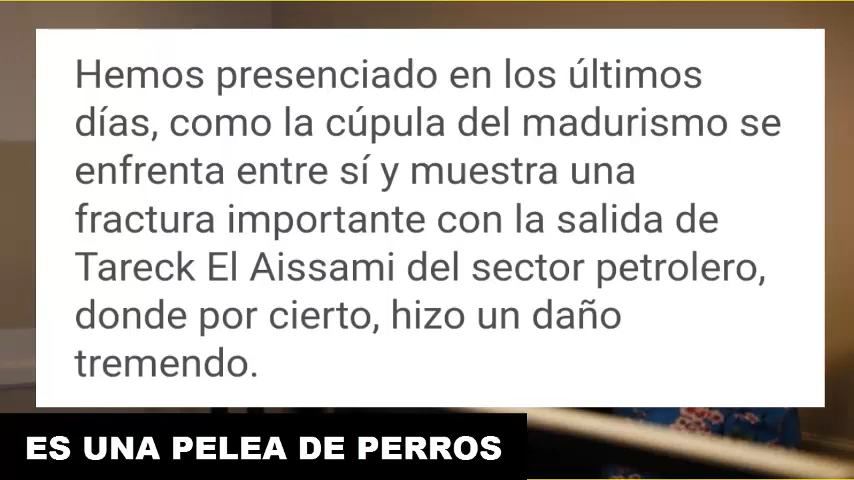 Hemos presenciado en los últimos
días, como la cúpula del madurismo se
enfrenta entre sí y muestra una
fractura importante con la salida de
Tareck El Aissami del sector petrolero,
donde por cierto, hizo un daño
tremendo.
ES UNA PELEA DE PERROS